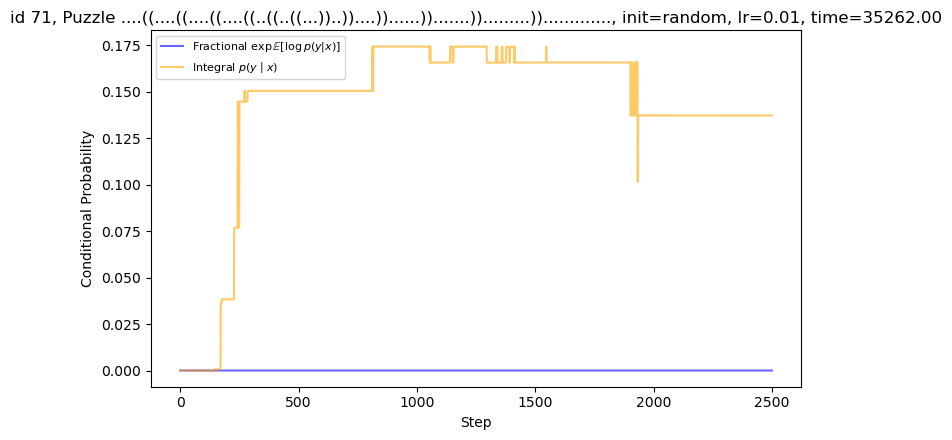 id 71, Puzzle ....((....((....((....((..((..((...))..))....))......)).......)).........))............., init=random, lr=0.01, time=35262.00
Fractional exp𝔼[log p(y|x)]
Integral p(y | x)
Conditional Probability
0.175
0.150
0.125
0.100
0.075
0.050
0.025
0.000
0
500
1000
1500
2000
2500
Step